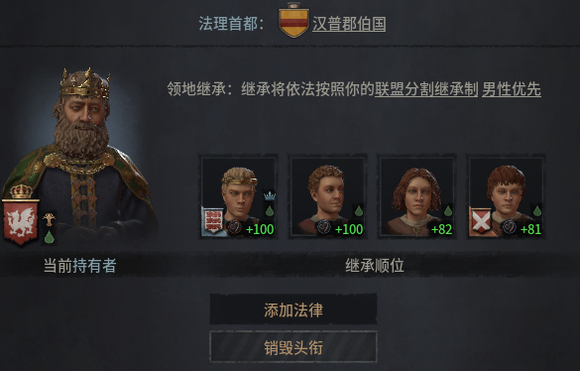 法理首都：汉普郡伯国
领地继承：继承将依法按照你的联盟分割继承制 男性优先
+100 +100 +82 +81
当前持有者 继承顺位
添加法律
销毁头衔